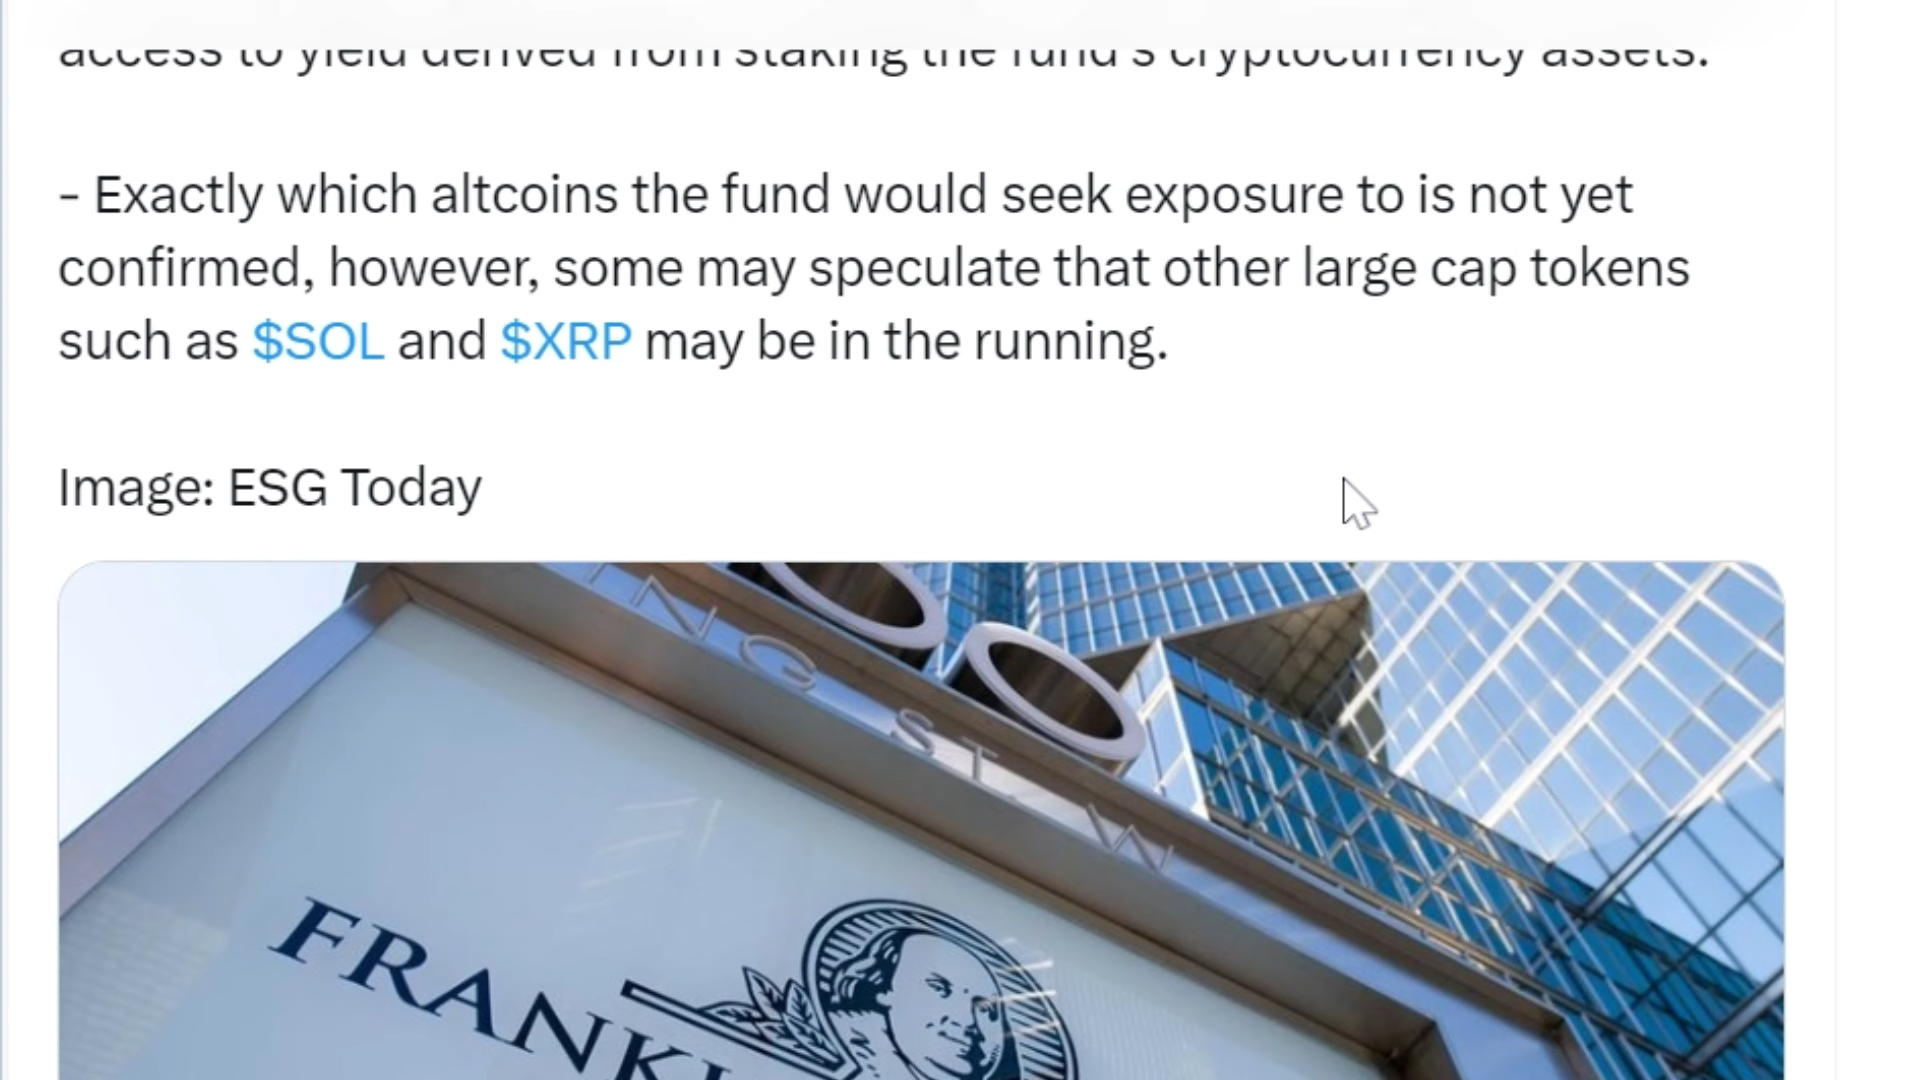 access to yield derived from staking the fund's cryptocurrency assets.
- Exactly which altcoins the fund would seek exposure to is not yet
confirmed, however, some may speculate that other large cap tokens
such as $SOL and $XRP may be in the running.
Image: ESG Today
ING ST W